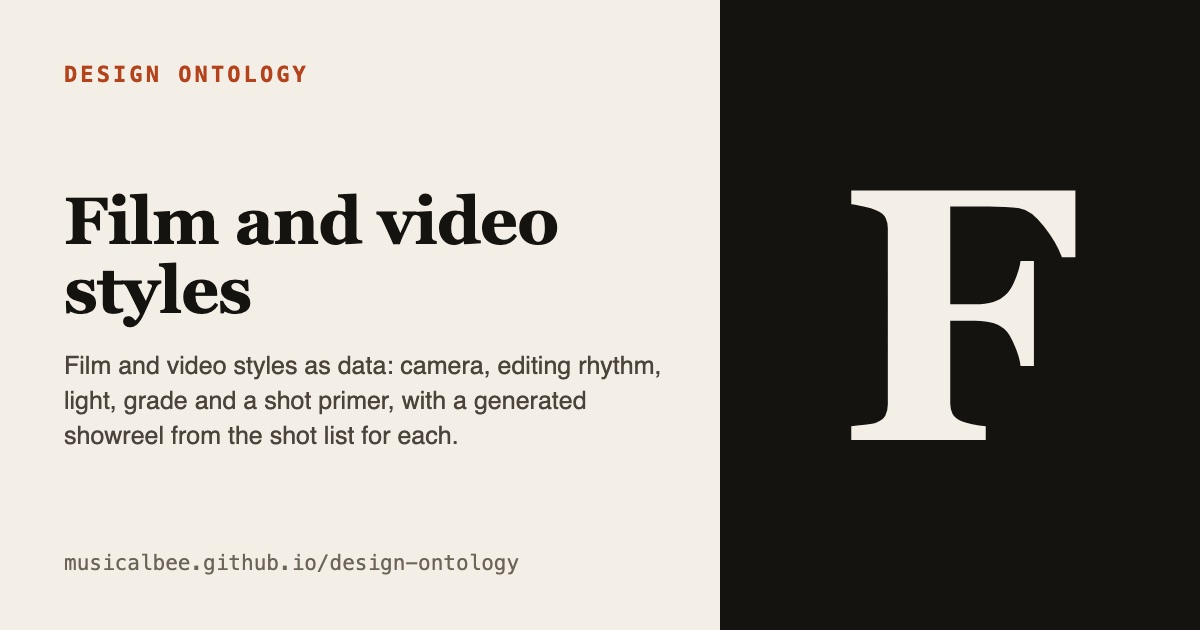 DESIGN ONTOLOGY
Film and video
styles
Film and video styles as data: camera, editing rhythm,
light, grade and a shot primer, with a generated
showreel from the shot list for each.
musicalbee.github.io/design-ontology
F